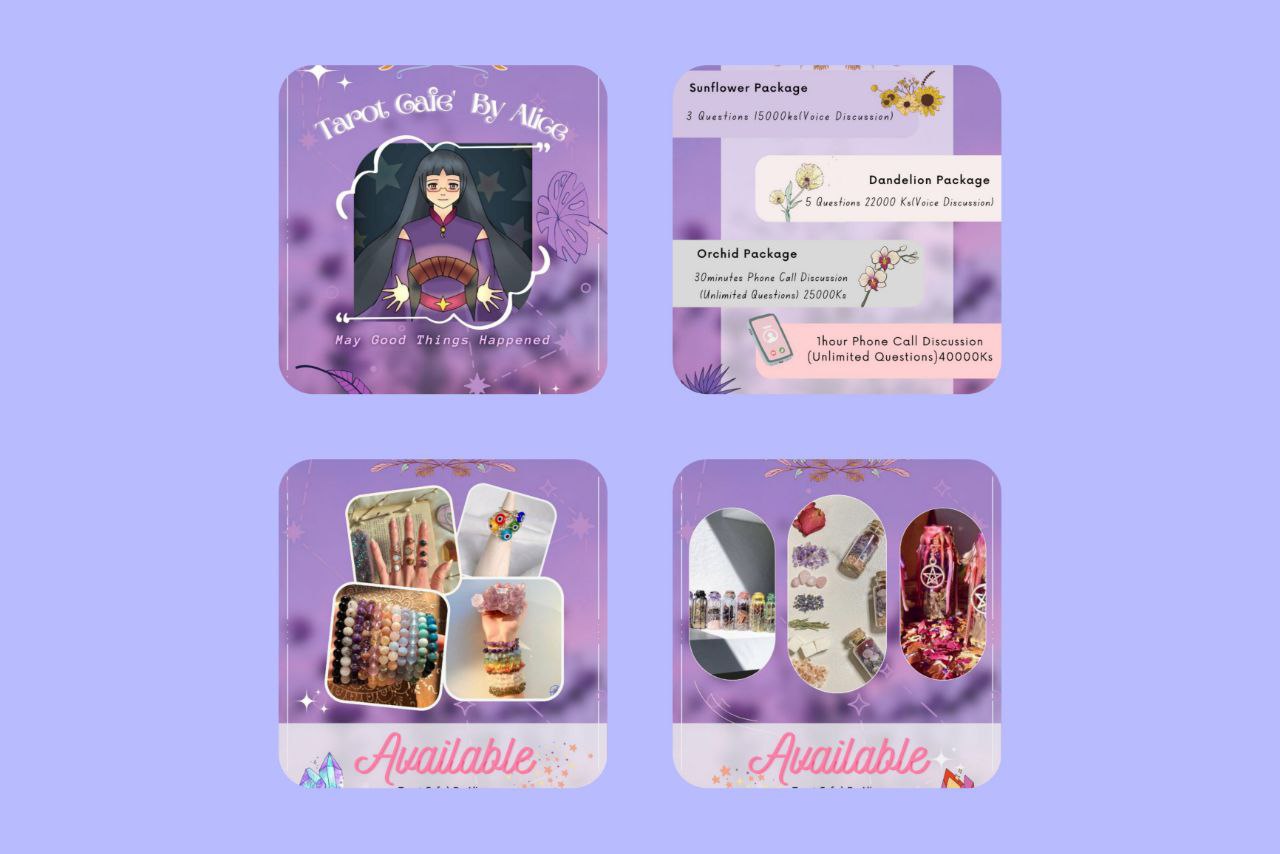 Tarot Cafe' By Alice
May Good Things Happened
Sunflower Package
3 Questions 15000ks(Voice Discussion)
Dandelion Package
5 Questions 22000 Ks(Voice Discussion)
Orchid Package
30minutes Phone Call Discussion
(Unlimited Questions) 25000Ks
1hour Phone Call Discussion
(Unlimited Questions)40000Ks
Available
Available